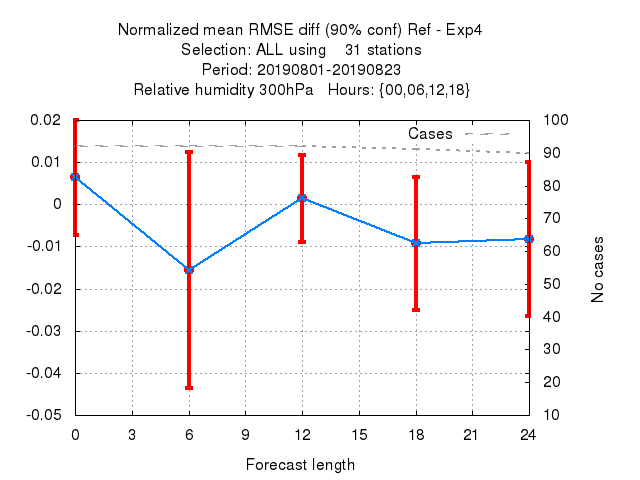 Normalized mean RMSE diff (90% conf) Ref - Exp4
Selection: ALL using    31 stations
Period: 20190801-20190823
Relative humidity 300hPa   Hours: {00,06,12,18}
Cases
0.02
0.01
0
-0.01
-0.02
-0.03
-0.04
-0.05
100
90
80
70
60
50
40
30
20
10
No cases
0 3 6 9 12 15 18 21 24
Forecast length